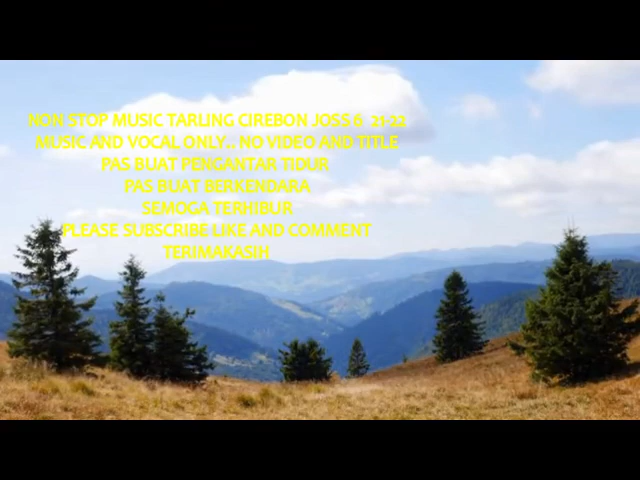 NON STOP MUSIC TARLING CIREBON JOSS 6 21-22
MUSIC AND VOCAL ONLY.. NO VIDEO AND TITLE
PAS BUAT PENGANTAR TIDUR
PAS BUAT BERKENDARA
SEMOGA TERHIBUR
PLEASE SUBSCRIBE LIKE AND COMMENT
TERIMAKASIH